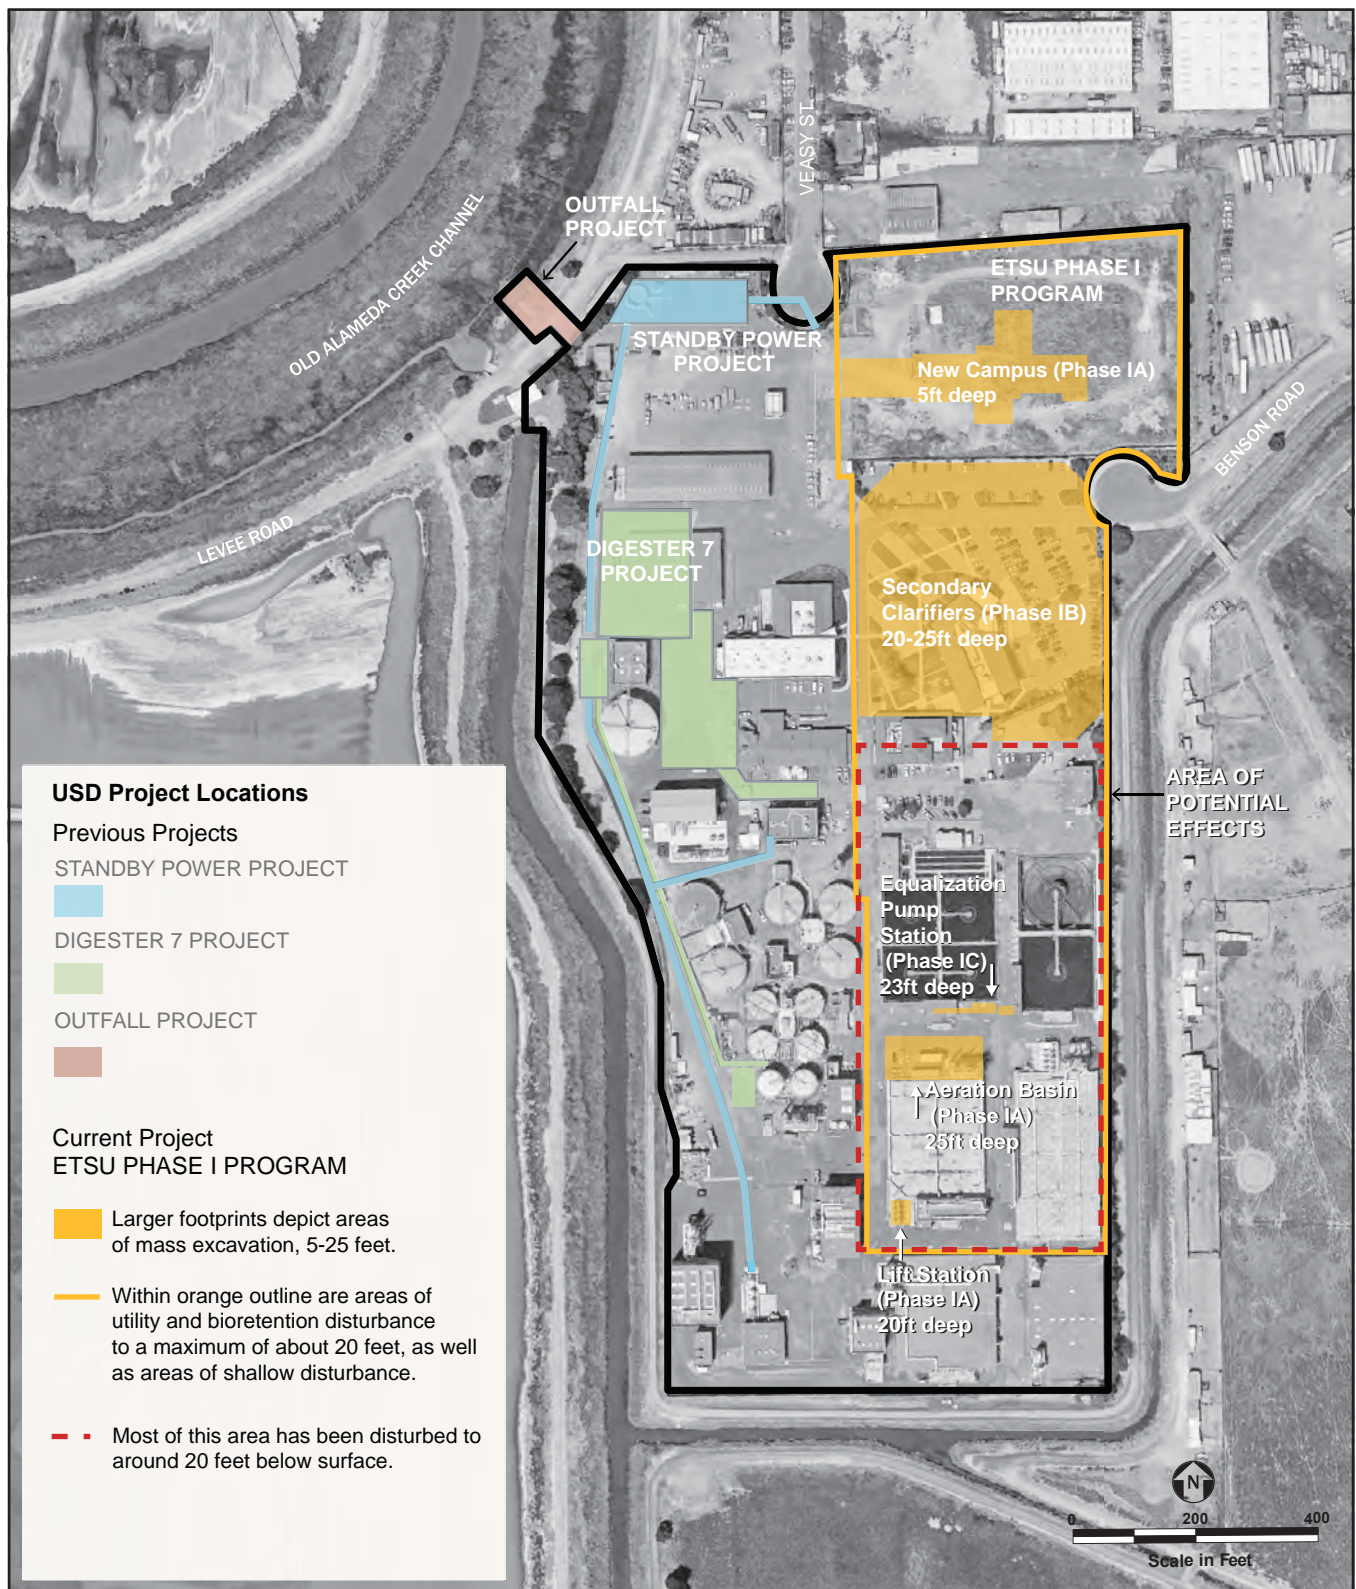 VEASY ST.
OUTFALL
PROJECT
OLD ALAMEDA CREEK CHANNEL
ETSU PHASE I
PROGRAM
STANDBY POWER
PROJECT
New Campus (Phase IA)
5ft deep
BENSON ROAD
LEVEE ROAD
DIGESTER 7
PROJECT
Secondary
Clarifiers (Phase IB)
20-25ft deep
AREA OF
POTENTIAL
EFFECTS
Equalization
Pump
Station
(Phase IC)
23ft deep
Aeration Basin
(Phase IA)
25ft deep
Lift Station
(Phase IA)
20ft deep
USD Project Locations
Previous Projects
STANDBY POWER PROJECT
DIGESTER 7 PROJECT
OUTFALL PROJECT
Current Project
ETSU PHASE I PROGRAM
Larger footprints depict areas
of mass excavation, 5-25 feet.
Within orange outline are areas of
utility and bioretention disturbance
to a maximum of about 20 feet, as well
as areas of shallow disturbance.
Most of this area has been disturbed to
around 20 feet below surface.
N
0 200 400
Scale in Feet